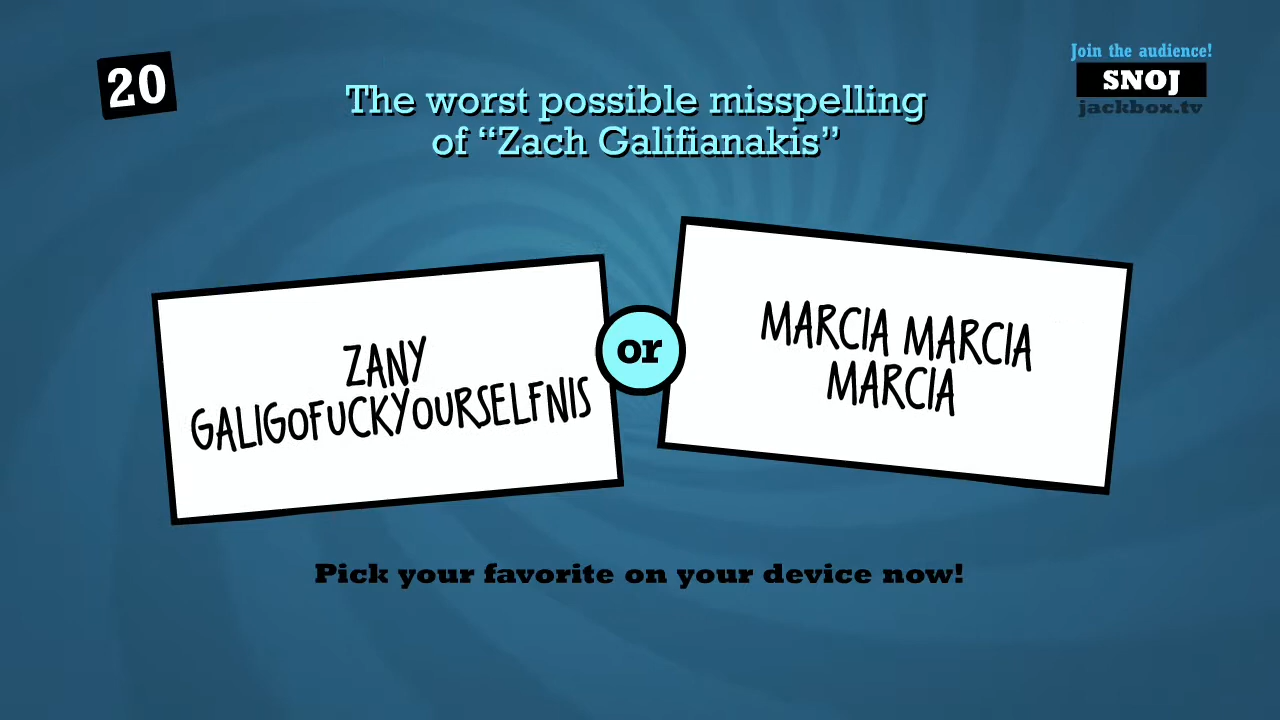 20
Join the audience!
SNOJ
jackbox.tv
The worst possible misspelling
of “Zach Galifianakis”
ZANY
GALIGOFUCKYOURSELFNIS
or
MARCIA MARCIA
MARCIA
Pick your favorite on your device now!